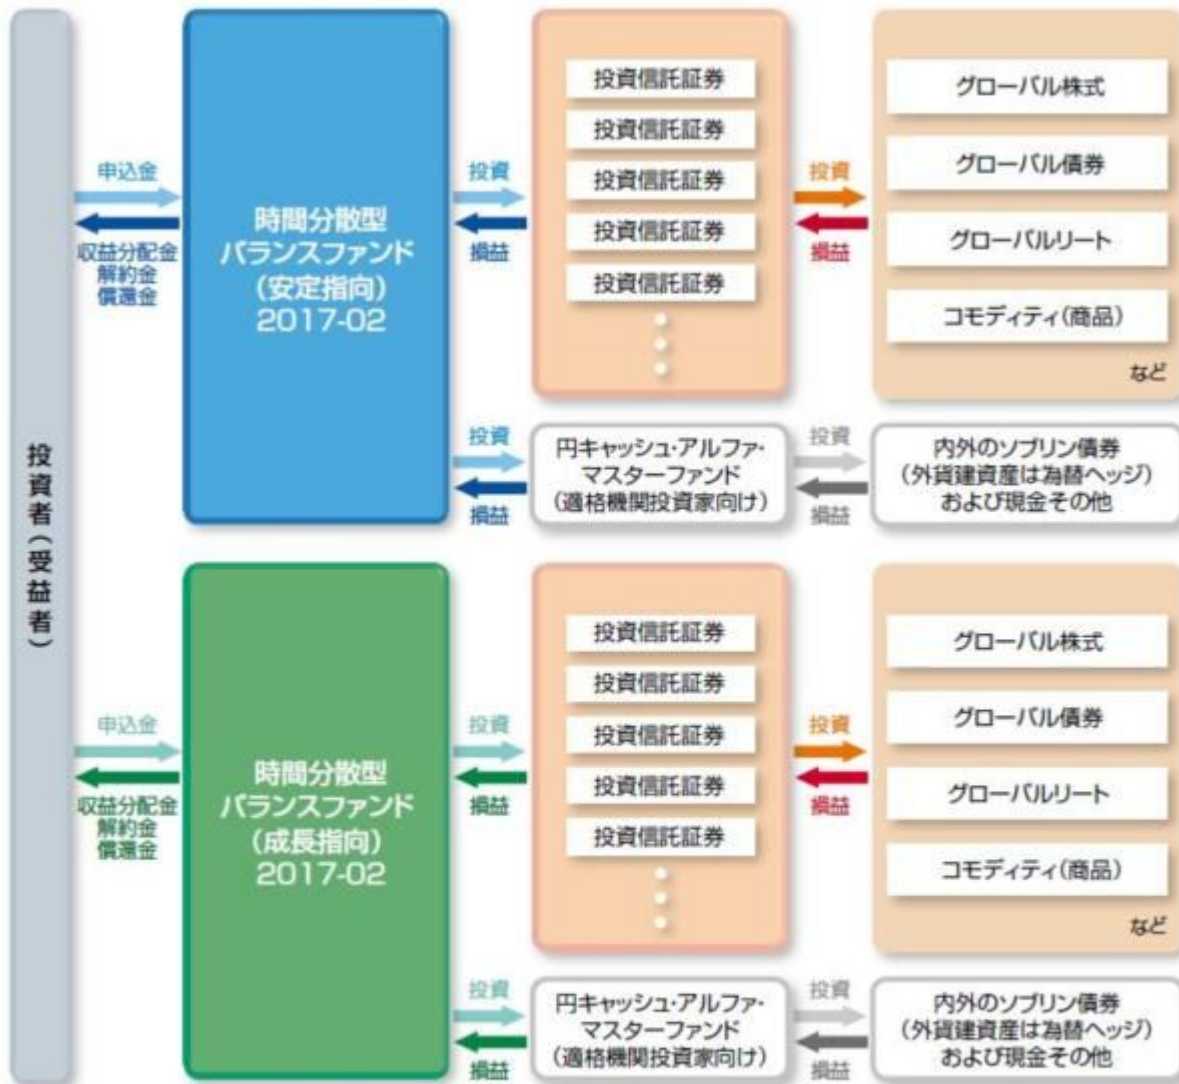 投資者（受益者）
申込金
収益分配金
解約金
償還金
時間分散型
バランスファンド
（安定指向）
2017-02
投資
損益
投資信託証券
投資信託証券
投資信託証券
投資信託証券
投資信託証券
投資
損益
グローバル株式
グローバル債券
グローバルリート
コモディティ（商品）
など
投資
損益
円キャッシュ・アルファ・
マスターファンド
（適格機関投資家向け）
投資
損益
内外のソブリン債券
（外貨建資産は為替ヘッジ）
および現金その他
申込金
収益分配金
解約金
償還金
時間分散型
バランスファンド
（成長指向）
2017-02
投資
損益
投資信託証券
投資信託証券
投資信託証券
投資信託証券
投資信託証券
投資
損益
グローバル株式
グローバル債券
グローバルリート
コモディティ（商品）
など
投資
損益
円キャッシュ・アルファ・
マスターファンド
（適格機関投資家向け）
投資
損益
内外のソブリン債券
（外貨建資産は為替ヘッジ）
および現金その他